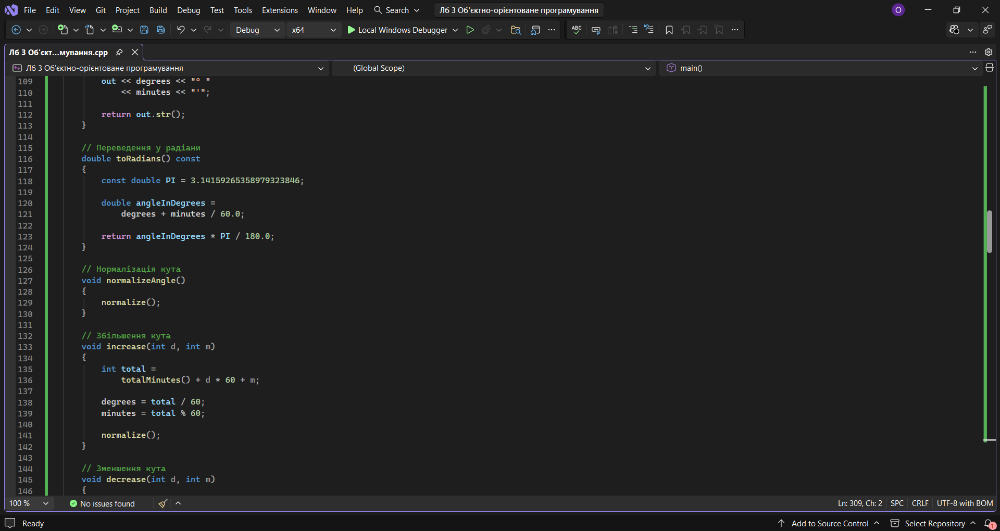 File Edit View Git Project Build Debug Test Tools Extensions Window Help Search Лб 3 Об'єктно-орієнтоване програмування O
Debug x64 Local Windows Debugger ABC
Лб 3 Об'єкт...мування.cpp
Лб 3 Об'єктно-орієнтоване програмування (Global Scope) main()
109 out << degrees << "° "
110 << minutes << "'";
111
112 return out.str();
113 }
114
115 // Переведення у радіани
116 double toRadians() const
117 {
118 const double PI = 3.14159265358979323846;
119
120 double angleInDegrees =
121 degrees + minutes / 60.0;
122
123 return angleInDegrees * PI / 180.0;
124 }
125
126 // Нормалізація кута
127 void normalizeAngle()
128 {
129 normalize();
130 }
131
132 // Збільшення кута
133 void increase(int d, int m)
134 {
135 int total =
136 totalMinutes() + d * 60 + m;
137
138 degrees = total / 60;
139 minutes = total % 60;
140
141 normalize();
142 }
143
144 // Зменшення кута
145 void decrease(int d, int m)
146 {
100 % No issues found Ln: 309, Ch: 2 SPC CRLF UTF-8 with BOM
Ready Add to Source Control Select Repository 1